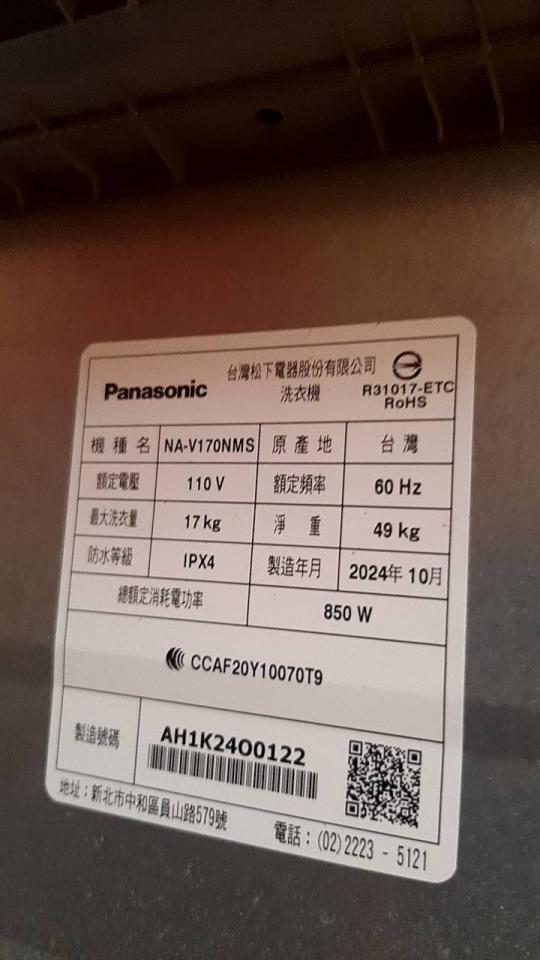 Panasonic 台灣松下電器股份有限公司
洗衣機 R31017-ETC
RoHS
機種名 NA-V170NMS 原產地 台灣
額定電壓 110 V 額定頻率 60 Hz
最大洗衣量 17 kg 淨重 49 kg
防水等級 IPX4 製造年月 2024年 10月
總額定消耗電功率 850 W
CCAF20Y10070T9
製造號碼 AH1K24O0122
地址：新北市中和區員山路579號 電話：(02)2223 - 5121